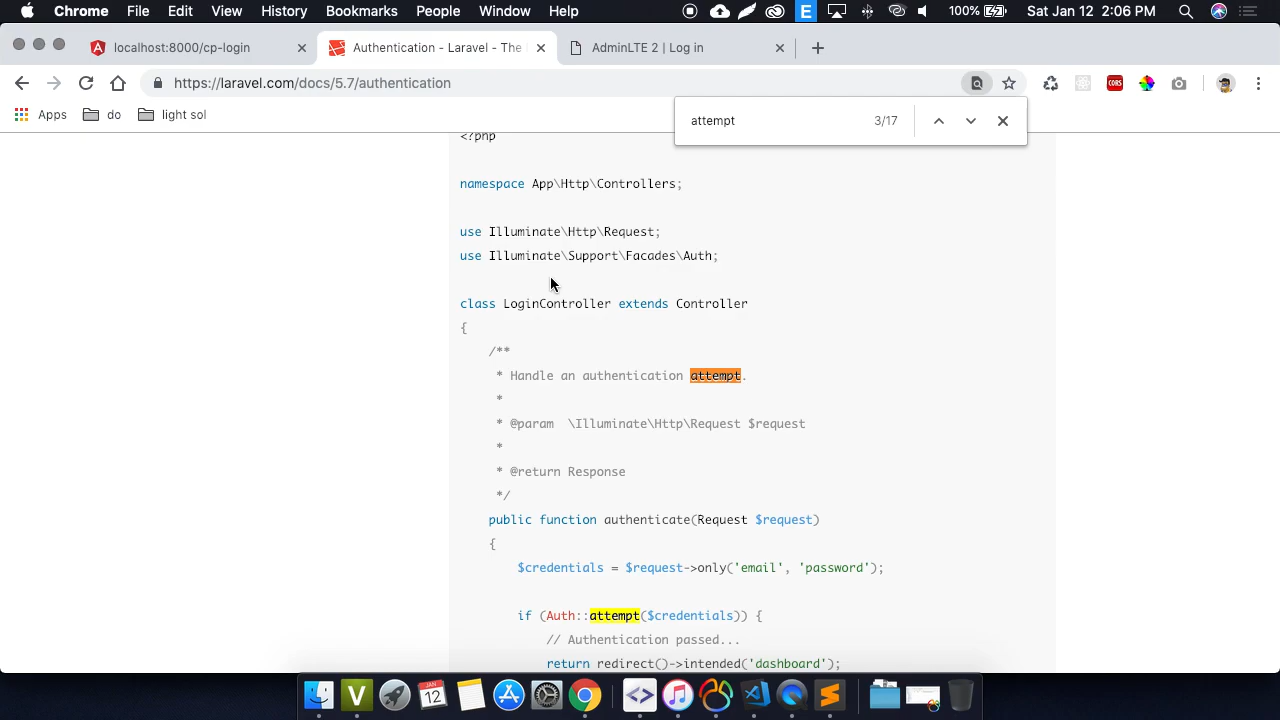 Chrome File Edit View History Bookmarks People Window Help 100% Sat Jan 12 2:06 PM
localhost:8000/cp-login Authentication - Laravel - The AdminLTE 2 | Log in
https://laravel.com/docs/5.7/authentication
Apps do light sol
attempt 3/17
<?php
namespace App\Http\Controllers;
use Illuminate\Http\Request;
use Illuminate\Support\Facades\Auth;
class LoginController extends Controller
{
/**
* Handle an authentication attempt.
*
* @param \Illuminate\Http\Request $request
*
* @return Response
*/
public function authenticate(Request $request)
{
$credentials = $request->only('email', 'password');
if (Auth::attempt($credentials)) {
// Authentication passed...
return redirect()->intended('dashboard');